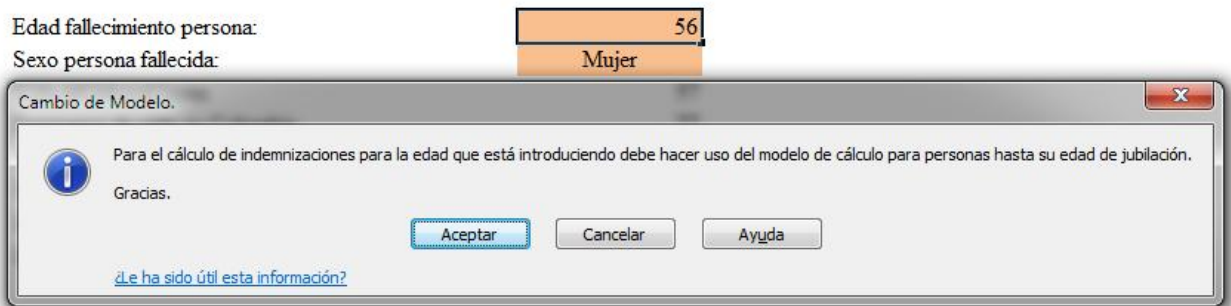 Edad fallecimiento persona: 56
Sexo persona fallecida: Mujer
Cambio de Modelo.
Para el cálculo de indemnizaciones para la edad que está introduciendo debe hacer uso del modelo de cálculo para personas hasta su edad de jubilación.
Gracias.
Aceptar Cancelar Ayuda
¿Le ha sido útil esta información?